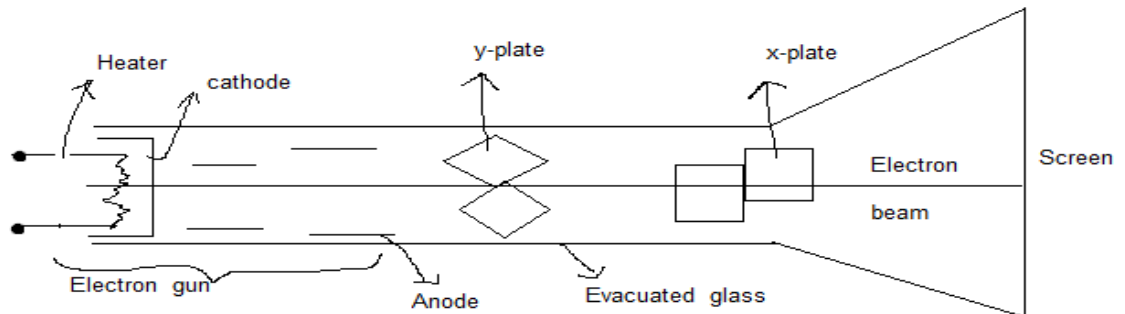 y-plate
x-plate
Heater
cathode
Electron
beam
Screen
Electron gun
Anode
Evacuated glass